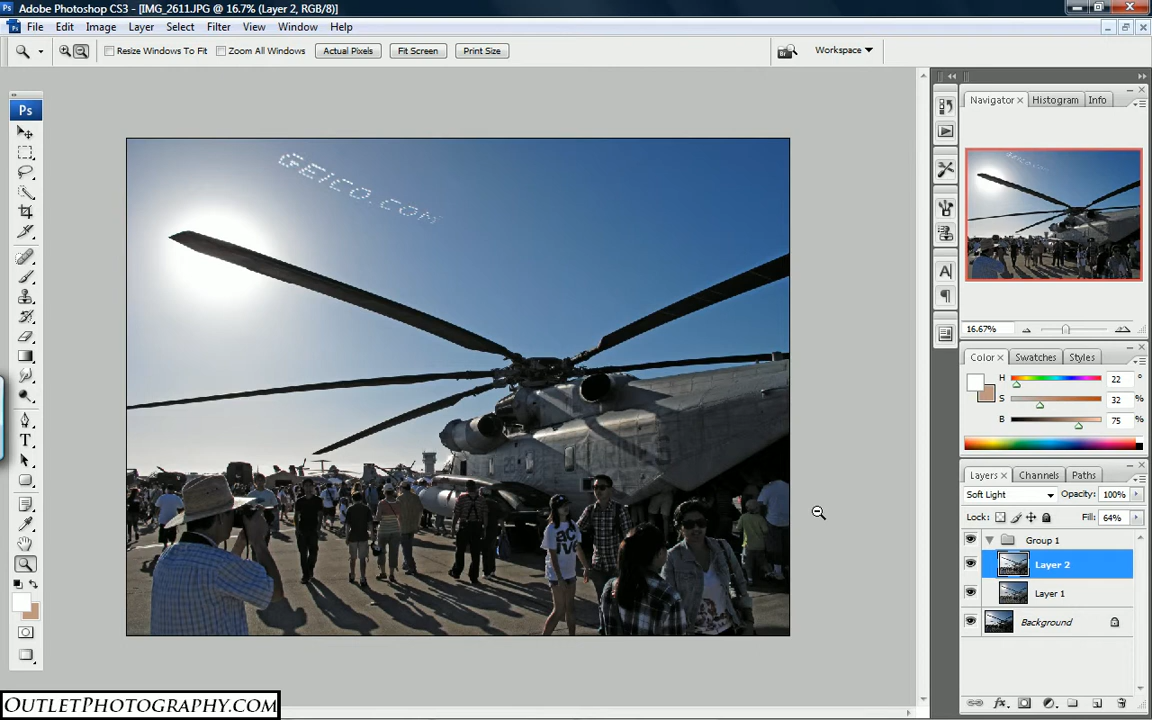 Adobe Photoshop CS3 - [IMG_2611.JPG @ 16.7% (Layer 2, RGB/8)]
File Edit Image Layer Select Filter View Window Help
Resize Windows To Fit Zoom All Windows Actual Pixels Fit Screen Print Size Workspace
Ps
Navigator Histogram Info
GEICO.COM
16.67%
Color Swatches Styles
H 22 °
S 32 %
B 75 %
Layers Channels Paths
Soft Light Opacity: 100%
Lock: Fill: 64%
Group 1
Layer 2
Layer 1
Background
OutletPhotography.com